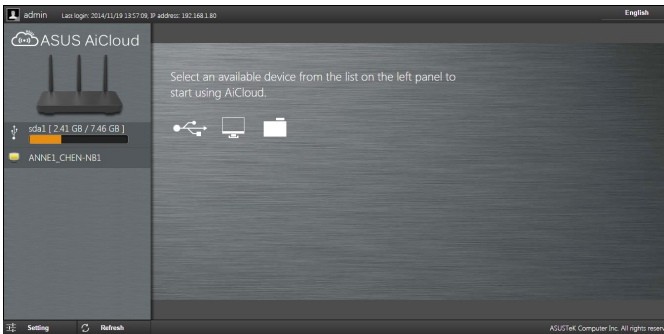 admin Last login: 2014/11/19 13:57:09, IP address: 192.168.1.80
English
ASUS AiCloud
Select an available device from the list on the left panel to
start using AiCloud.
sda1 [ 2.41 GB / 7.46 GB ]
ANNE1_CHEN-NB1
Setting
Refresh
ASUSTeK Computer Inc. All rights reserv